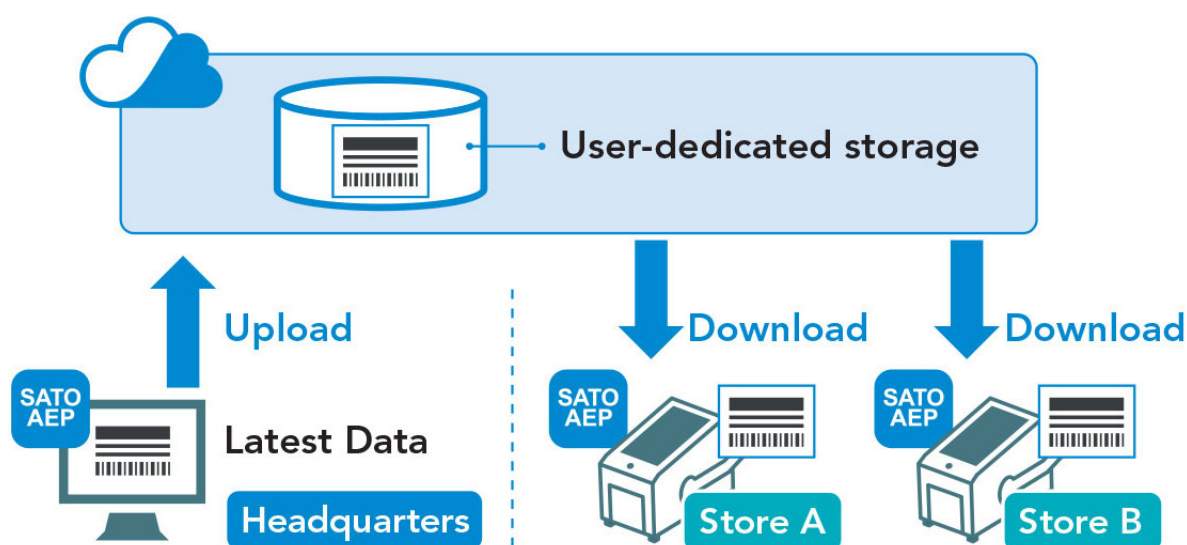 User-dedicated storage
Upload
Download
Download
SATO
AEP
Latest Data
Headquarters
SATO
AEP
Store A
SATO
AEP
Store B